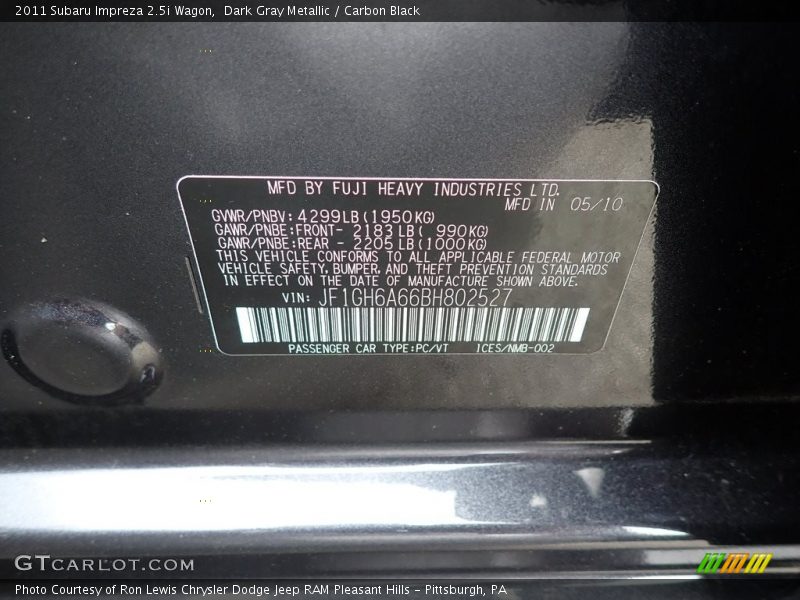 2011 Subaru Impreza 2.5i Wagon,  Dark Gray Metallic / Carbon Black
MFD BY FUJI HEAVY INDUSTRIES LTD.
MFD IN 05/10
GVWR/PNBV: 4299LB(1950KG)
GAWR/PNBE:FRONT- 2183LB( 990KG)
GAWR/PNBE:REAR - 2205LB(1000KG)
THIS VEHICLE CONFORMS TO ALL APPLICABLE FEDERAL MOTOR
VEHICLE SAFETY, BUMPER, AND THEFT PREVENTION STANDARDS
IN EFFECT ON THE DATE OF MANUFACTURE SHOWN ABOVE.
VIN: JF1GH6A66BH802527
PASSENGER CAR TYPE:PC/VT ICES/NMB-002
GTCARLOT.COM
Photo Courtesy of Ron Lewis Chrysler Dodge Jeep RAM Pleasant Hills - Pittsburgh, PA